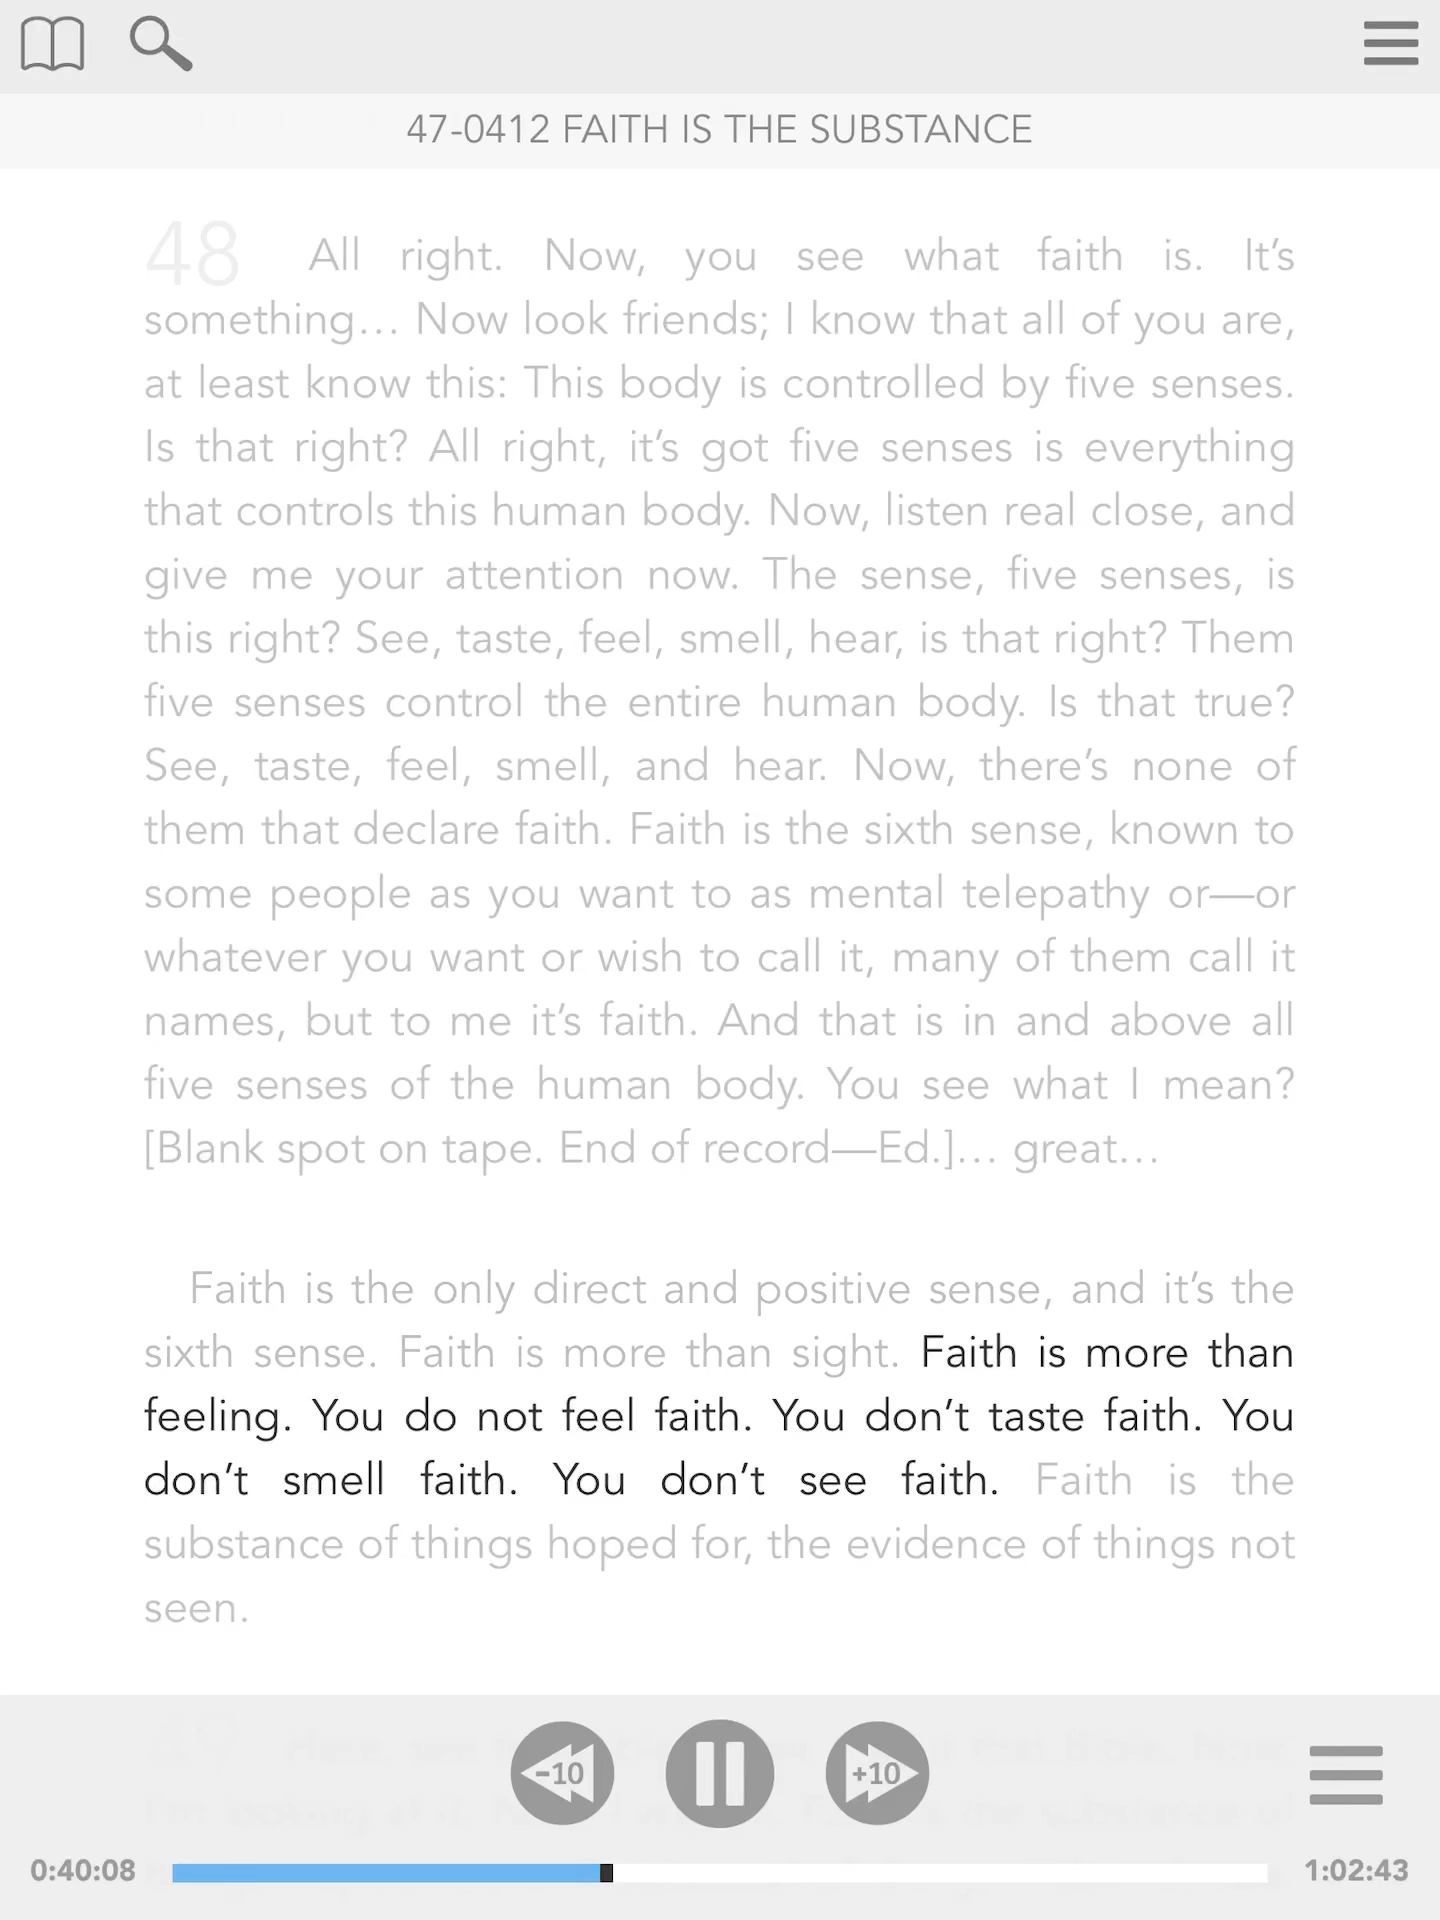 47-0412 FAITH IS THE SUBSTANCE
48 All right. Now, you see what faith is. It’s
something… Now look friends; I know that all of you are,
at least know this: This body is controlled by five senses.
Is that right? All right, it’s got five senses is everything
that controls this human body. Now, listen real close, and
give me your attention now. The sense, five senses, is
this right? See, taste, feel, smell, hear, is that right? Them
five senses control the entire human body. Is that true?
See, taste, feel, smell, and hear. Now, there’s none of
them that declare faith. Faith is the sixth sense, known to
some people as you want to as mental telepathy or—or
whatever you want or wish to call it, many of them call it
names, but to me it’s faith. And that is in and above all
five senses of the human body. You see what I mean?
[Blank spot on tape. End of record—Ed.]… great…
Faith is the only direct and positive sense, and it’s the
sixth sense. Faith is more than sight. Faith is more than
feeling. You do not feel faith. You don’t taste faith. You
don’t smell faith. You don’t see faith. Faith is the
substance of things hoped for, the evidence of things not
seen.
-10 +10
0:40:08 1:02:43